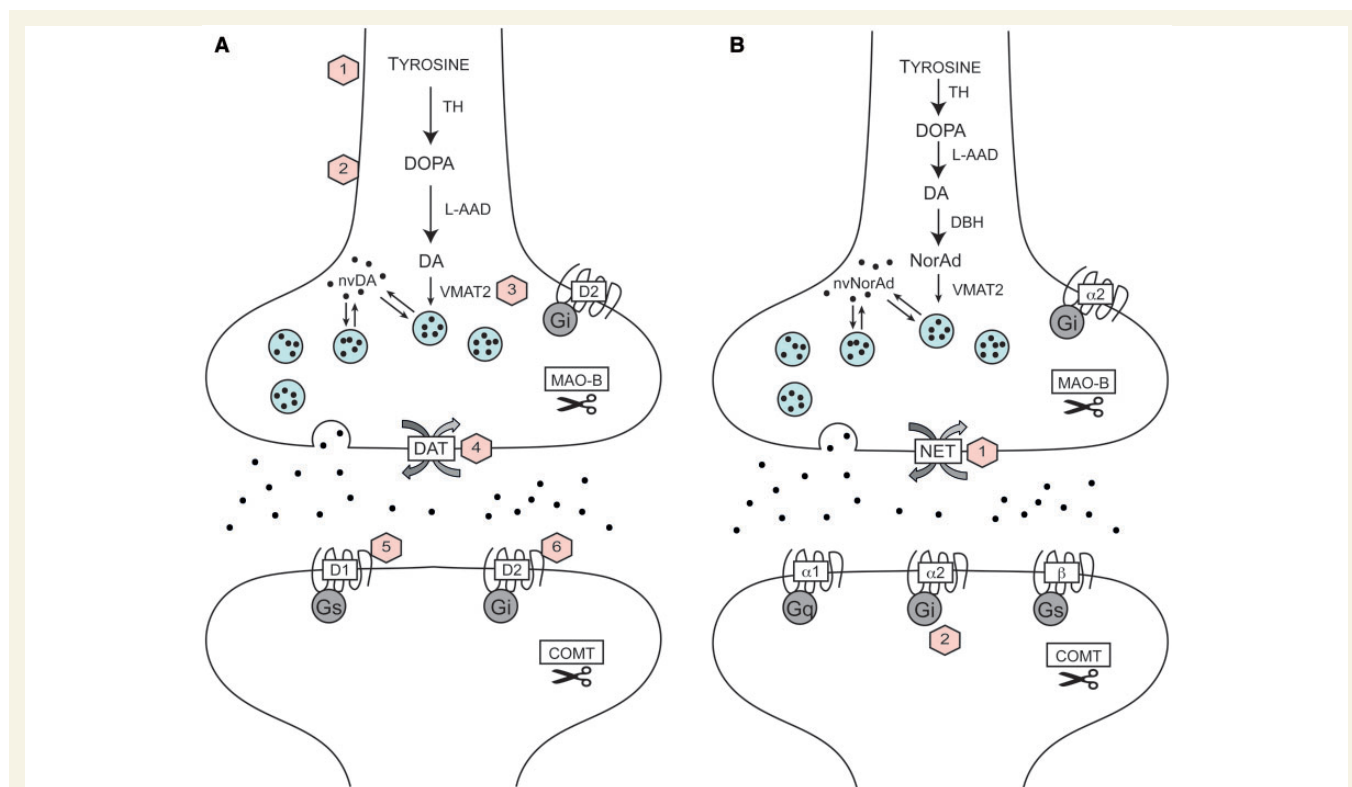 A
1
TYROSINE
TH
2
DOPA
L-AAD
DA
nvDA
VMAT2
3
D2
Gi
MAO-B
DAT
4
5
6
D1
D2
Gs
Gi
COMT
B
TYROSINE
TH
DOPA
L-AAD
DA
DBH
NorAd
nvNorAd
VMAT2
α2
Gi
MAO-B
NET
1
α1
α2
β
Gq
Gi
Gs
2
COMT